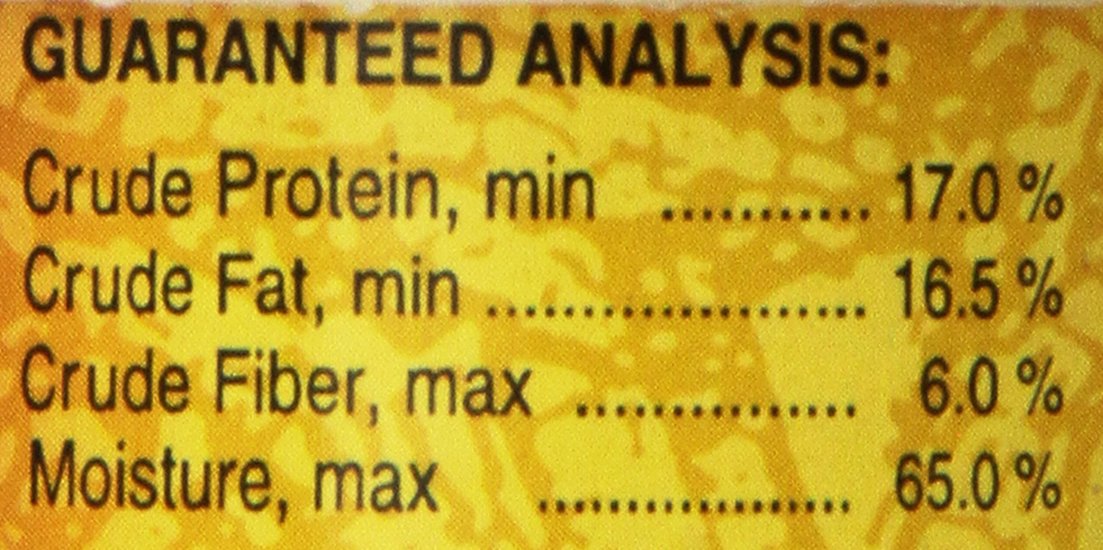 GUARANTEED ANALYSIS:
Crude Protein, min ........... 17.0 %
Crude Fat, min ................... 16.5 %
Crude Fiber, max ............... 6.0 %
Moisture, max ................ 65.0 %